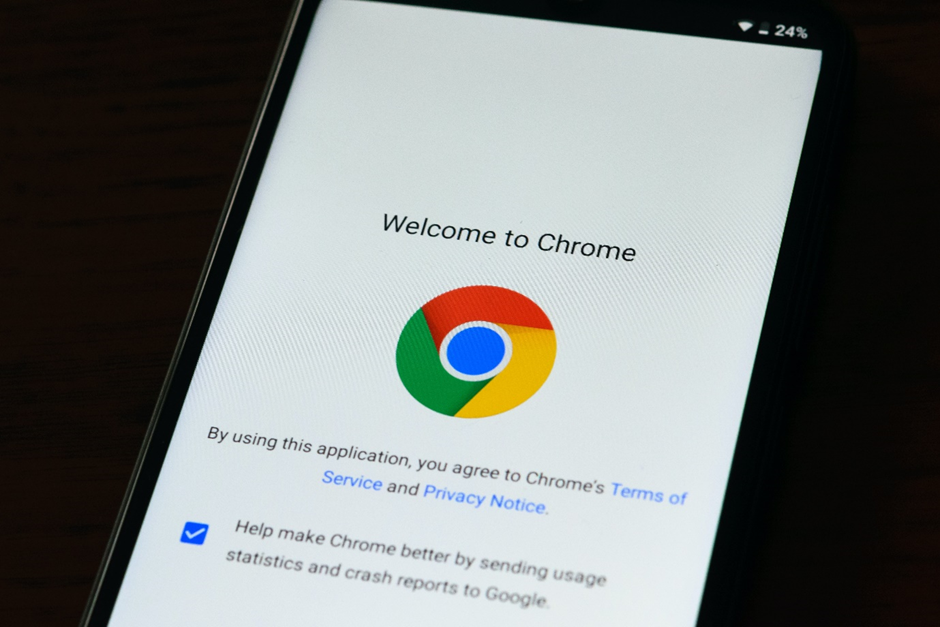 24%
Welcome to Chrome
By using this application, you agree to Chrome's Terms of
Service and Privacy Notice.
Help make Chrome better by sending usage
statistics and crash reports to Google.